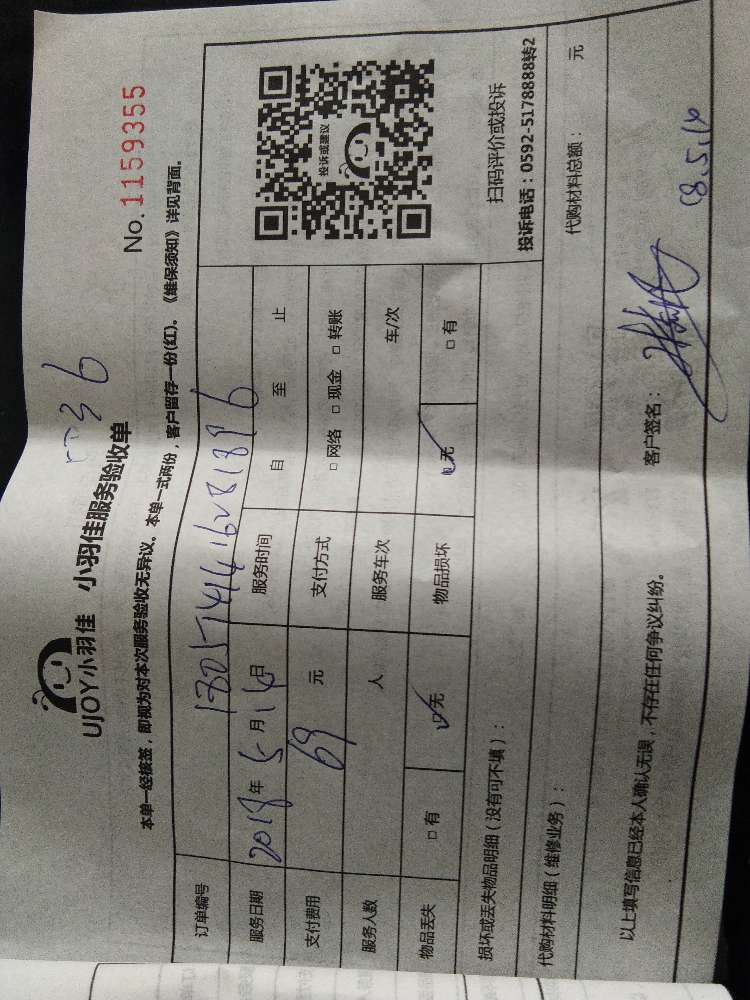 UJOY小羽佳 小羽佳服务验收单
No.1159355
本单一经核签，即视为对本次服务验收无异议。本单一式两份，客户留存一份(红)。《维保须知》详见背面。
订单编号
服务日期 2018 年 5 月 14 日 服务时间 自 至 止
支付费用 69 元 支付方式 □ 网络 □ 现金 □ 转账
服务人数 人 服务车次 车/次
物品丢失 □ 有 □ 无 物品损坏 □ 无 □ 有
投诉或建议
扫码评价或投诉
投诉电话：0592-5178888转2
损坏或丢失物品明细（没有可不填）：
代购材料明细（维修业务）： 代购材料总额： 元
以上填写信息已经本人确认无误，不存在任何争议纠纷。 客户签名：
18.5.14